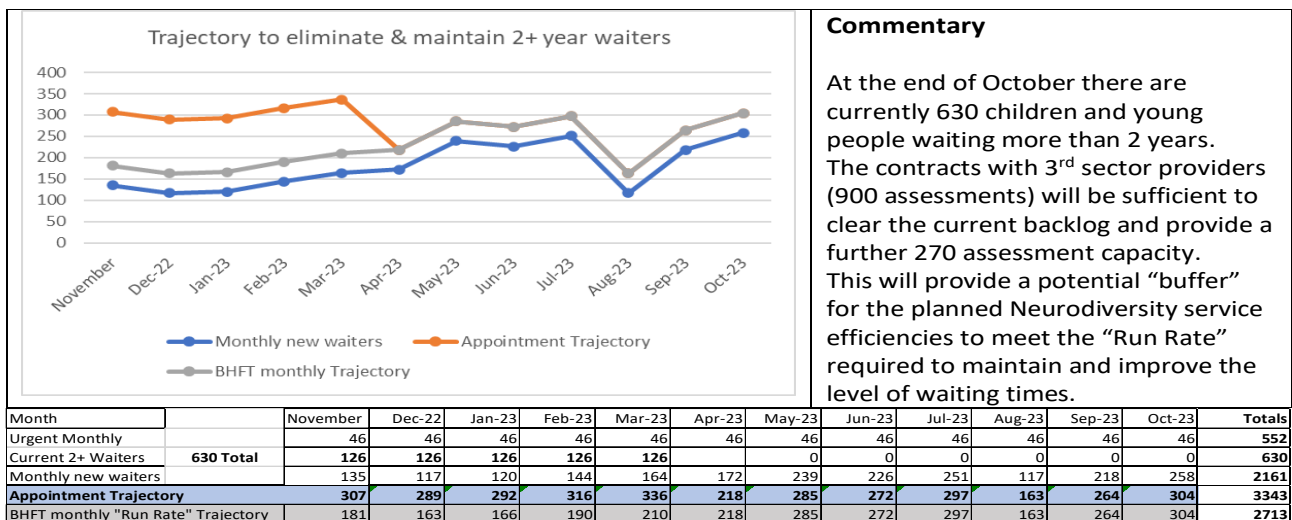 Trajectory to eliminate & maintain 2+ year waiters
400
350
300
250
200
150
100
50
0
November
Dec-22
Jan-23
Feb-23
Mar-23
Apr-23
May-23
Jun-23
Jul-23
Aug-23
Sep-23
Oct-23
Monthly new waiters
Appointment Trajectory
BHFT monthly Trajectory
Commentary
At the end of October there are
currently 630 children and young
people waiting more than 2 years.
The contracts with 3rd sector providers
(900 assessments) will be sufficient to
clear the current backlog and provide a
further 270 assessment capacity.
This will provide a potential “buffer”
for the planned Neurodiversity service
efficiencies to meet the “Run Rate”
required to maintain and improve the
level of waiting times.
Month November Dec-22 Jan-23 Feb-23 Mar-23 Apr-23 May-23 Jun-23 Jul-23 Aug-23 Sep-23 Oct-23 Totals
Urgent Monthly 46 46 46 46 46 46 46 46 46 46 46 46 552
Current 2+ Waiters 630 Total 126 126 126 126 126 0 0 0 0 0 0 630
Monthly new waiters 135 117 120 144 164 172 239 226 251 117 218 258 2161
Appointment Trajectory 307 289 292 316 336 218 285 272 297 163 264 304 3343
BHFT monthly "Run Rate" Trajectory 181 163 166 190 210 218 285 272 297 163 264 304 2713